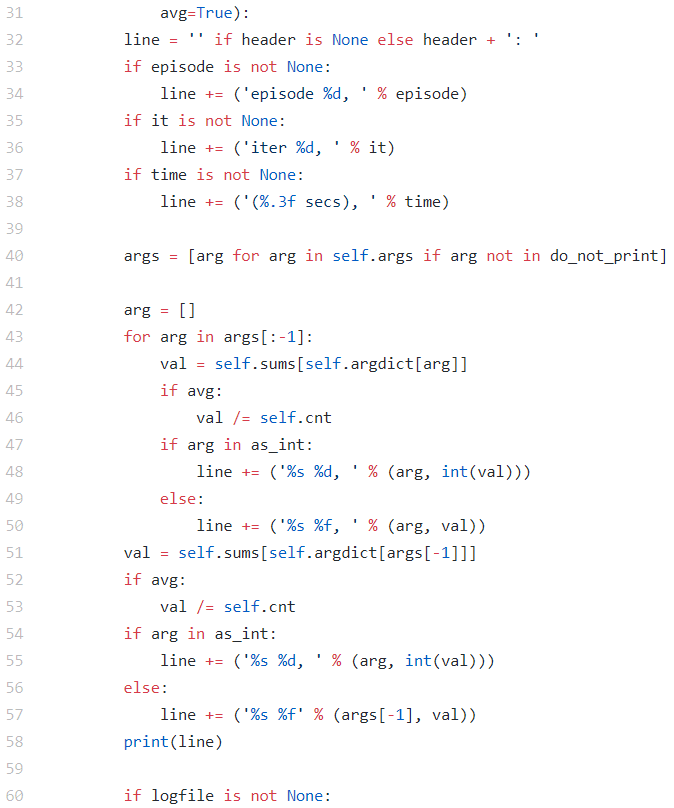 31                avg=True):
32            line = '' if header is None else header + ': '
33            if episode is not None:
34                line += ('episode %d, ' % episode)
35            if it is not None:
36                line += ('iter %d, ' % it)
37            if time is not None:
38                line += ('(%.3f secs), ' % time)
39
40            args = [arg for arg in self.args if arg not in do_not_print]
41
42            arg = []
43            for arg in args[:-1]:
44                val = self.sums[self.argdict[arg]]
45                if avg:
46                    val /= self.cnt
47                if arg in as_int:
48                    line += ('%s %d, ' % (arg, int(val)))
49                else:
50                    line += ('%s %f, ' % (arg, val))
51            val = self.sums[self.argdict[args[-1]]]
52            if avg:
53                val /= self.cnt
54            if arg in as_int:
55                line += ('%s %d, ' % (arg, int(val)))
56            else:
57                line += ('%s %f' % (args[-1], val))
58            print(line)
59
60            if logfile is not None: